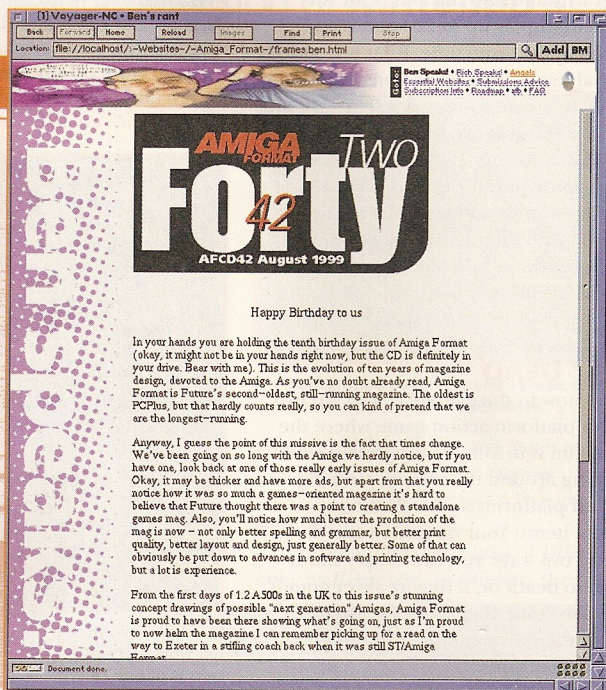 [1] Voyager-NC • Ben's rant
Back Forward Home Reload Images Find Print Stop
Location: file://localhost/:~Websites~/~Amiga_Format~/frames ben.html Add BM
Goto:
Ben Speaks! • Rich Speaks! • Angels
Essential Websites • Submissions Advice
Subscription Info • Roadmap • afb • FAQ
Ben speaks!
AMIGA
FORMAT
Forty
TWO
42
AFCD42 August 1999
Happy Birthday to us
In your hands you are holding the tenth birthday issue of Amiga Format
(okay, it might not be in your hands right now, but the CD is definitely in
your drive. Bear with me). This is the evolution of ten years of magazine
design, devoted to the Amiga. As you've no doubt already read, Amiga
Format is Future's second-oldest, still-running magazine. The oldest is
PCPlus, but that hardly counts really, so you can kind of pretend that we
are the longest-running.
Anyway, I guess the point of this missive is the fact that times change.
We've been going on so long with the Amiga we hardly notice, but if you
have one, look back at one of those really early issues of Amiga Format.
Okay, it may be thicker and have more ads, but apart from that you really
notice how it was so much a games-oriented magazine it's hard to
believe that Future thought there was a point to creating a standalone
games mag. Also, you'll notice how much better the production of the
mag is now - not only better spelling and grammar, but better print
quality, better layout and design, just generally better. Some of that can
obviously be put down to advances in software and printing technology,
but a lot is experience.
From the first days of 1.2 A500s in the UK to this issue's stunning
concept drawings of possible "next generation" Amigas, Amiga Format
is proud to have been there showing what's going on, just as I'm proud
to now helm the magazine I can remember picking up for a read on the
way to Exeter in a stifling coach back when it was still ST/Amiga
Format
Document done.